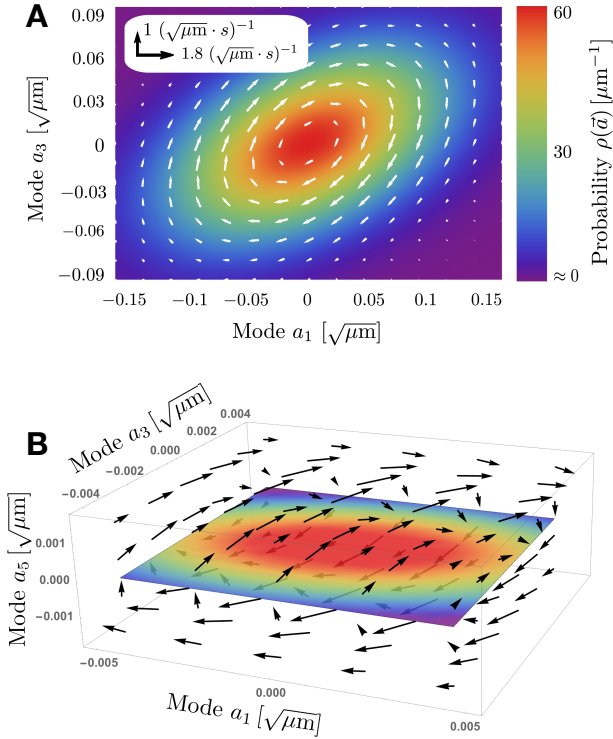 A
1 (√μm · s)⁻¹
1.8 (√μm · s)⁻¹
0.09
0.06
0.03
0
−0.03
−0.06
−0.09
Mode a₃ [√μm]
−0.15
−0.1
−0.05
0
0.05
0.1
0.15
Mode a₁ [√μm]
60
30
≈ 0
Probability ρ(a⃗) [μm⁻¹]
B
Mode a₃ [√μm]
0.004
0.002
0.000
−0.002
−0.004
Mode a₅ [√μm]
0.001
0.000
−0.001
−0.005
0.000
0.005
Mode a₁ [√μm]